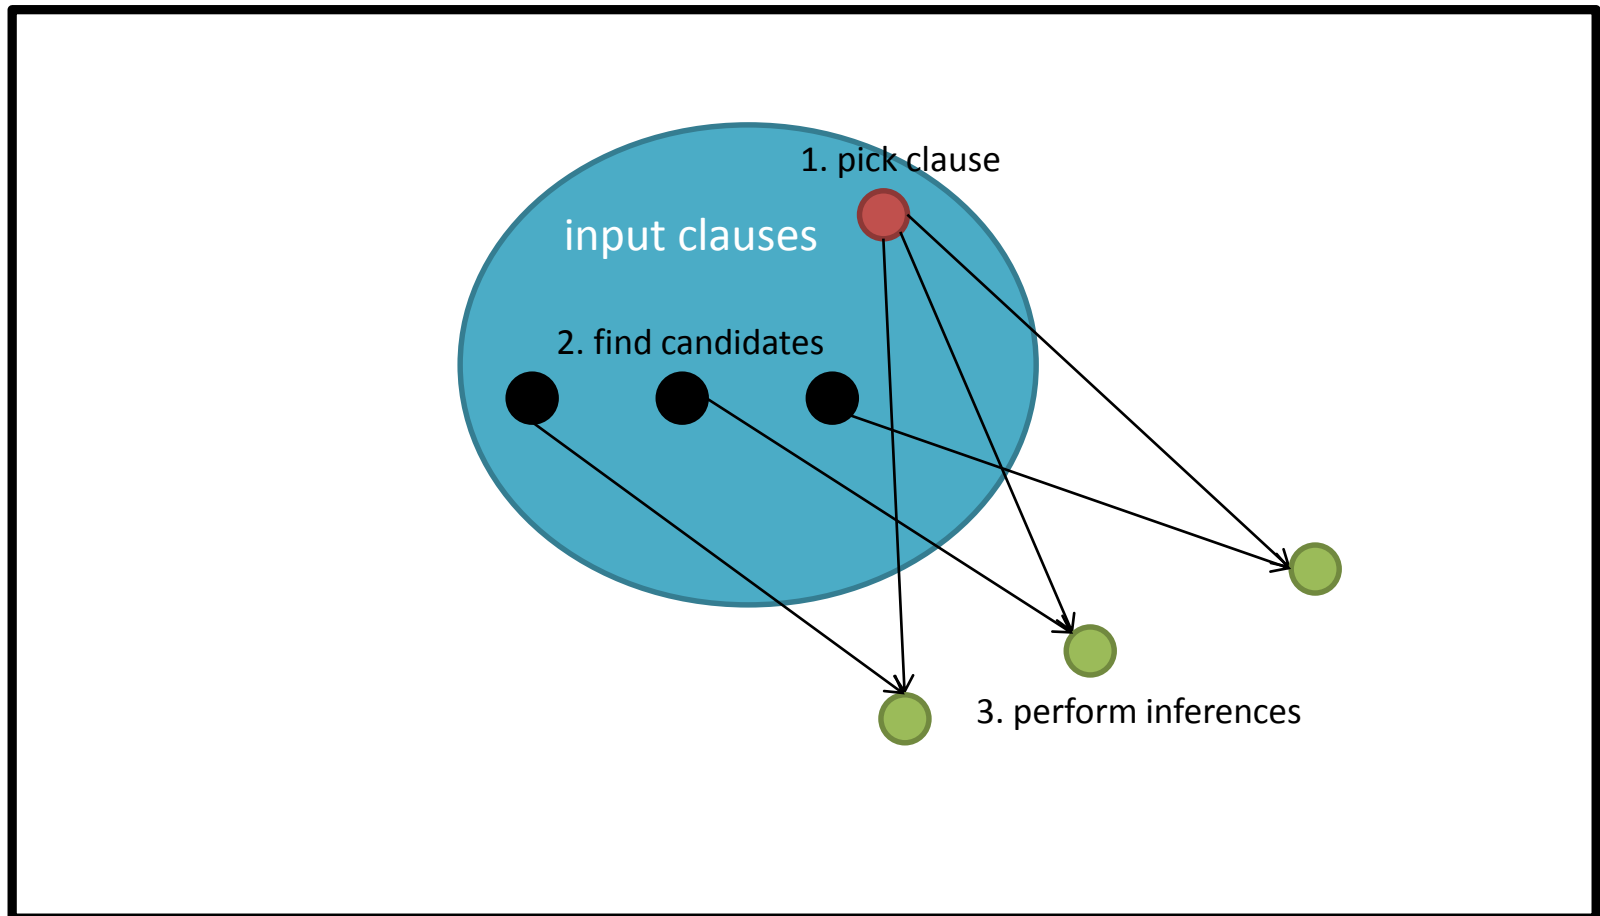 1. pick clause
input clauses
2. find candidates
3. perform inferences